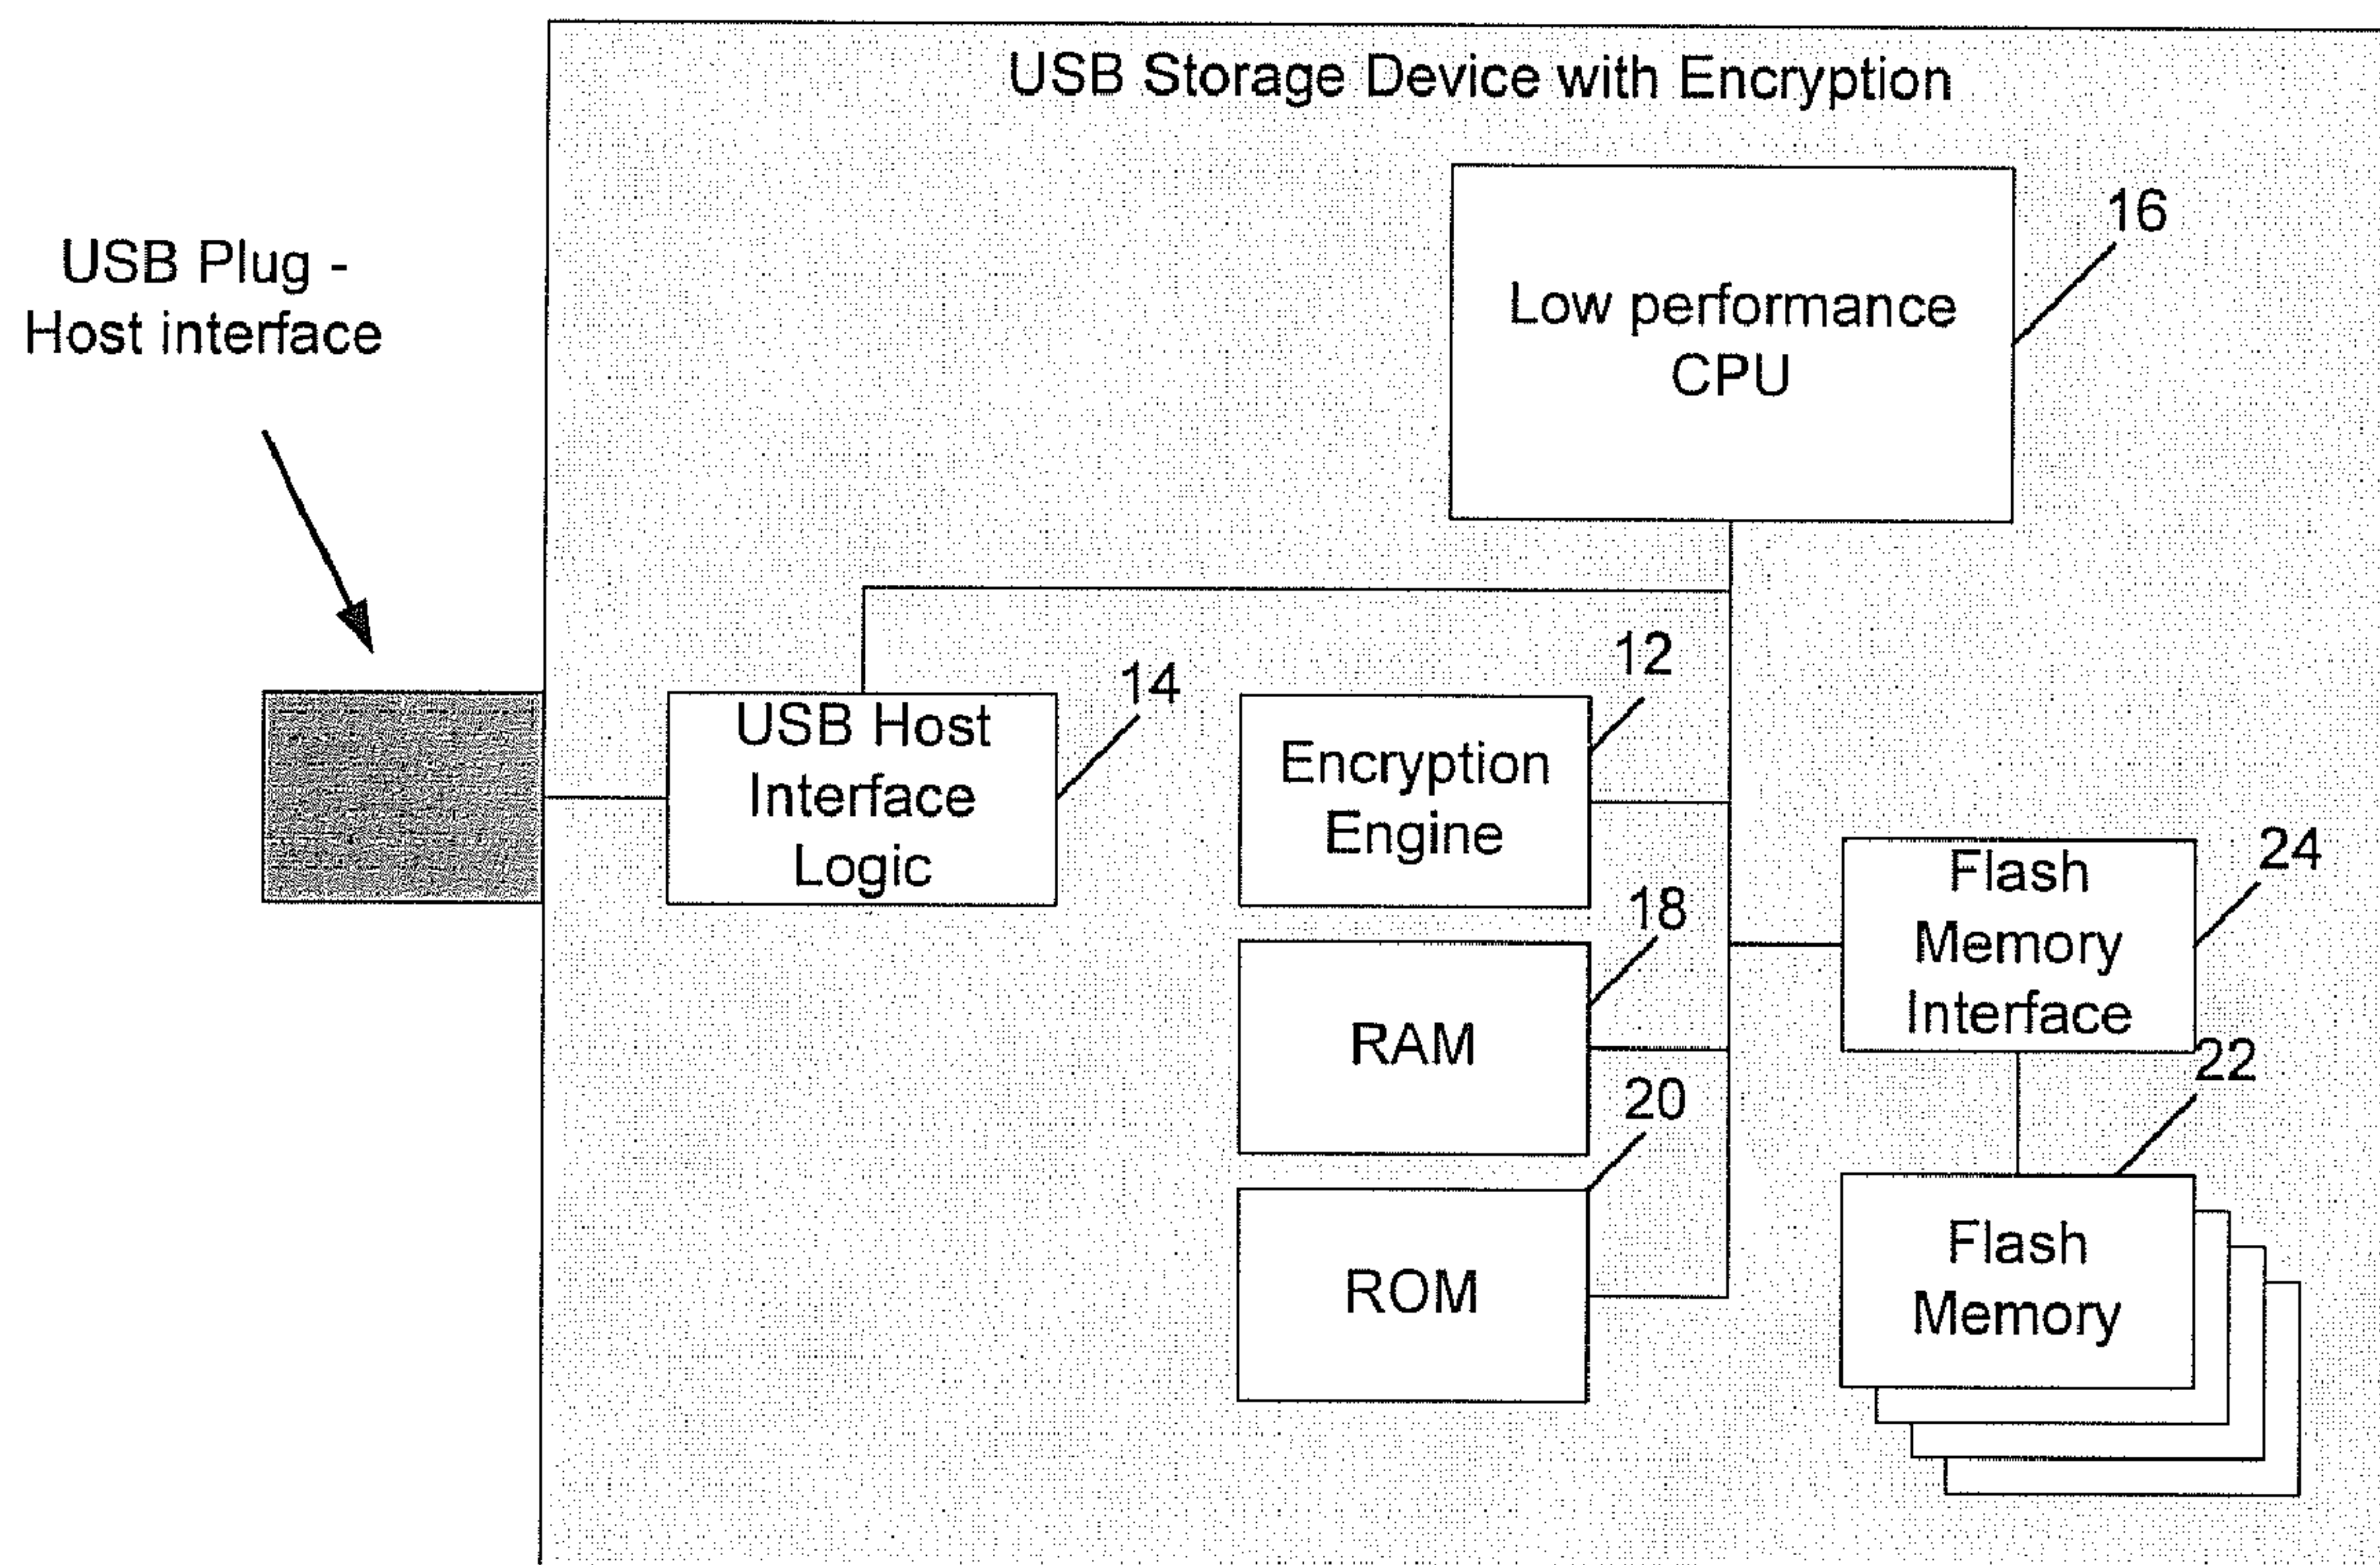 USB Storage Device with Encryption
USB Plug -
Host interface
Low performance
CPU
16
USB Host
Interface
Logic
14
Encryption
Engine
12
RAM
18
ROM
20
Flash
Memory
Interface
24
Flash
Memory
22